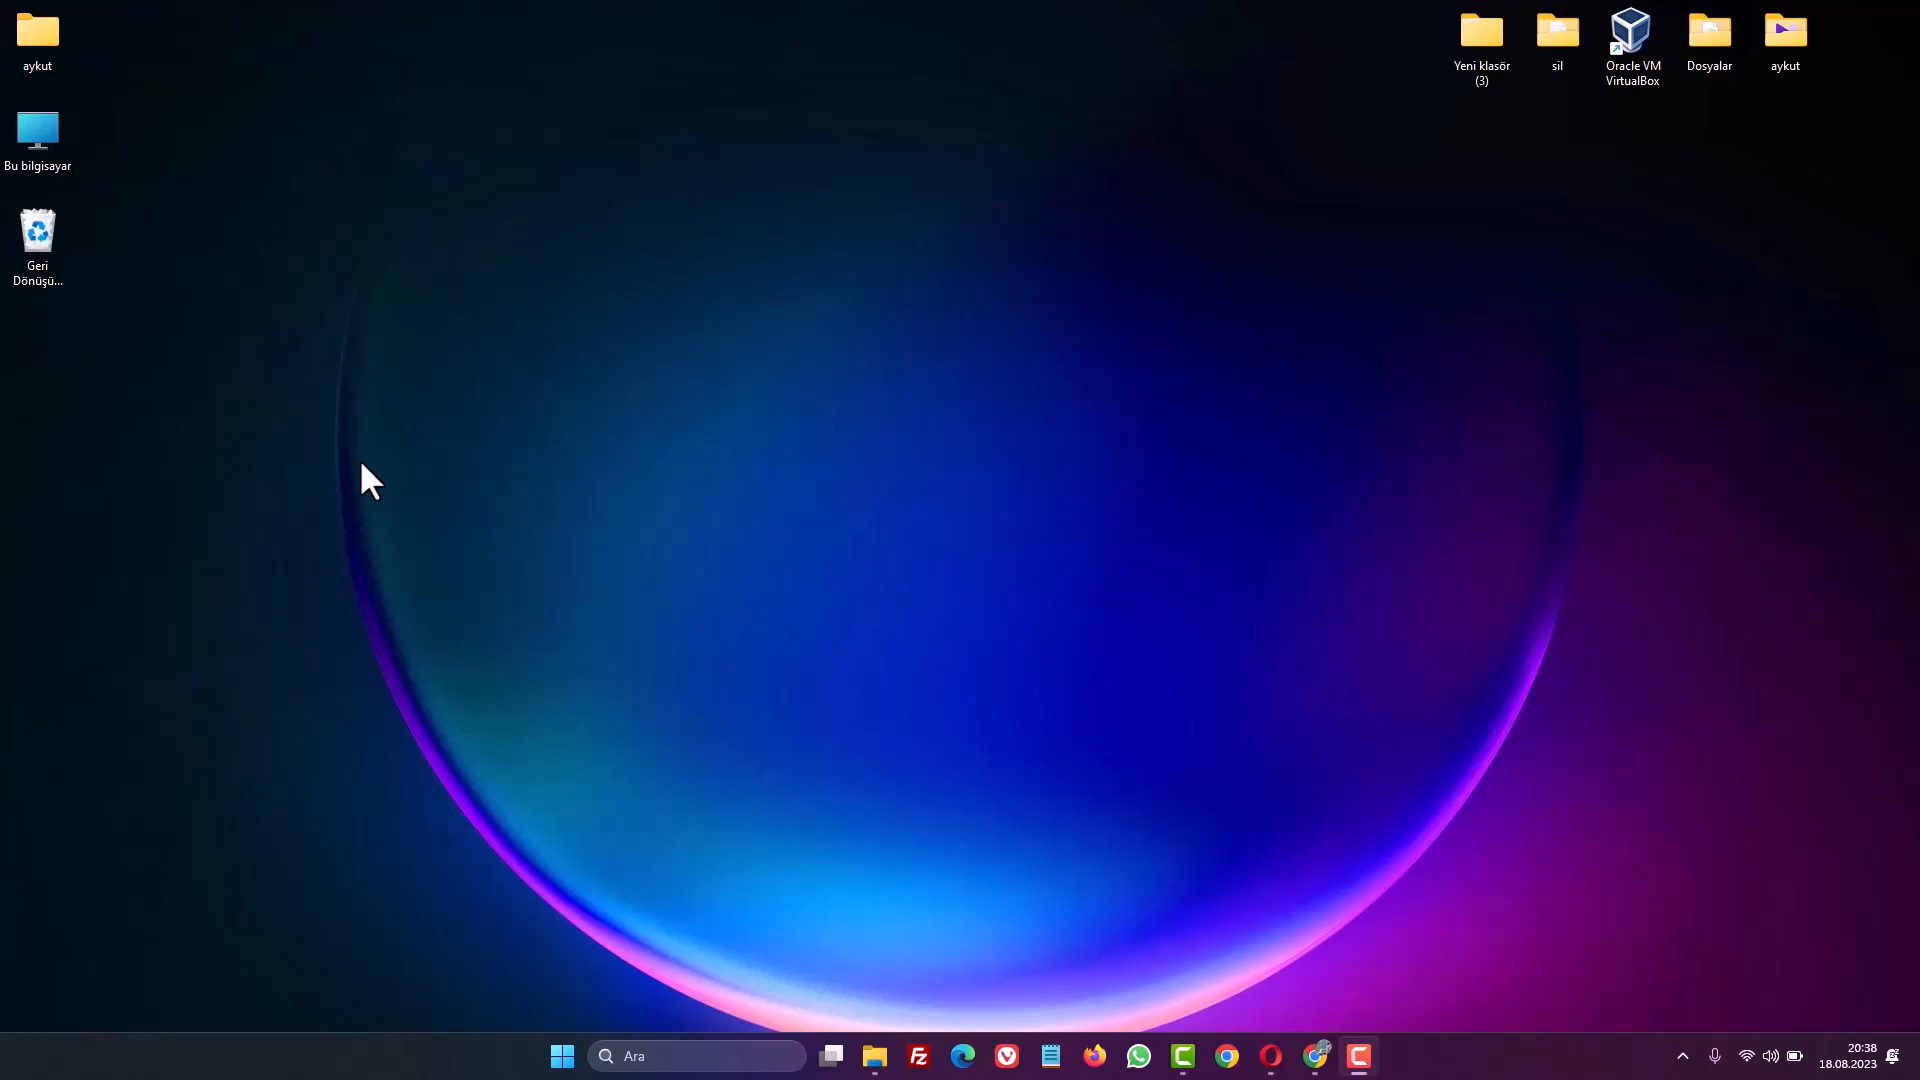 aykut
Bu bilgisayar
Geri
Dönüşü...
Yeni klasör
(3)
sil
Oracle VM
VirtualBox
Dosyalar
aykut
Ara
Fz
20:38
18.08.2023